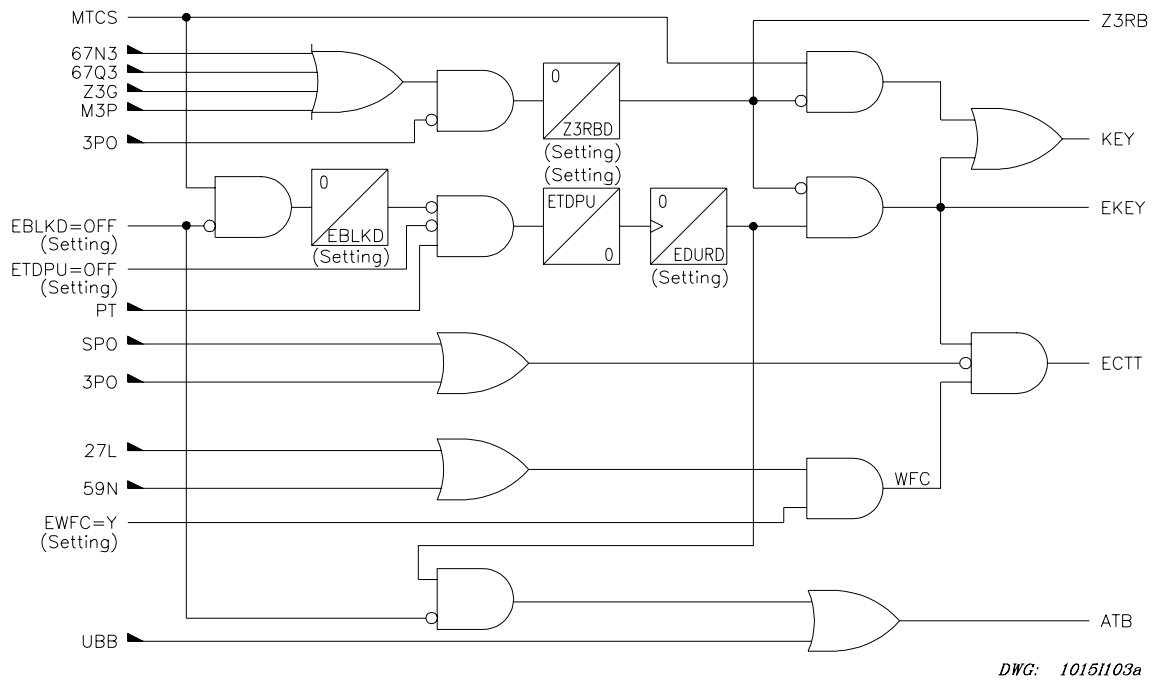 MTCS
Z3RB
67N3
67Q3
Z3G
M3P
3PO
0
Z3RBD
(Setting)
(Setting)
KEY
0
EBLKD
(Setting)
ETDPU
0
0
EDURD
(Setting)
EKEY
EBLKD=OFF
(Setting)
ETDPU=OFF
(Setting)
PT
SPO
3PO
ECTT
27L
59N
WFC
EWFC=Y
(Setting)
UBB
ATB
DWG: 1015I103a